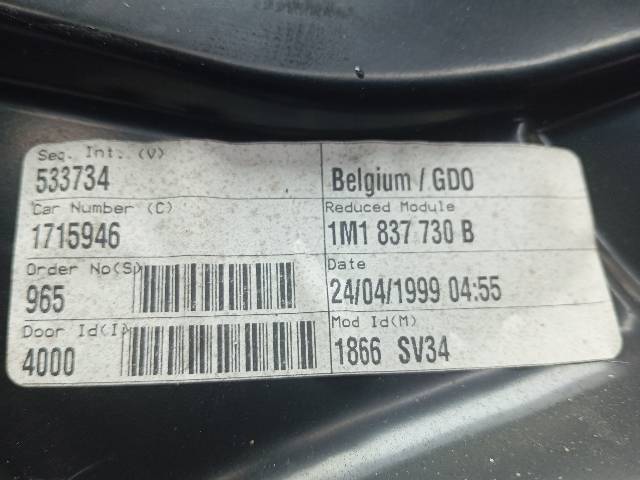 Seq. Int. (V)
533734
Belgium / GDO
Car Number (C)
1715946
Reduced Module
1M1 837 730 B
Order No(S)
965
Date
24/04/1999 04:55
Door Id(I)
4000
Mod Id(M)
1866 SV34